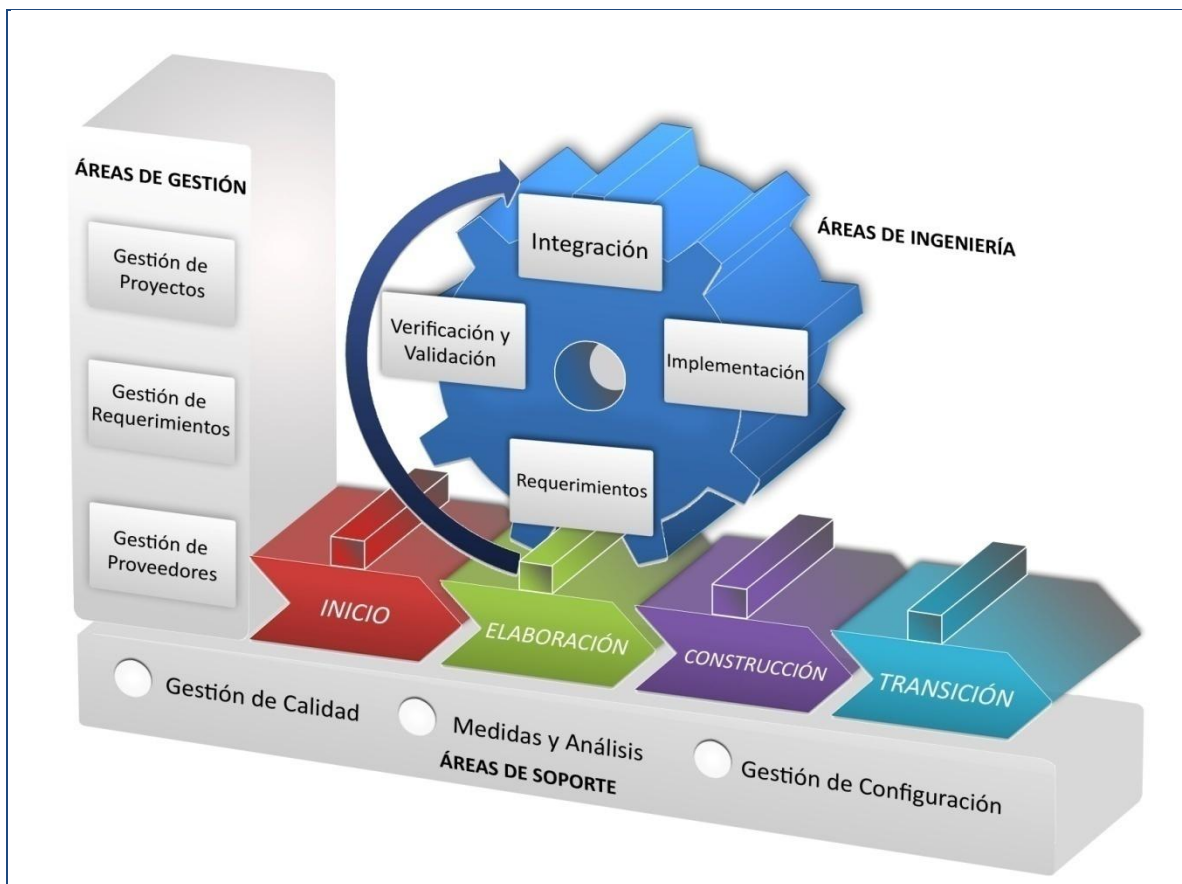 ÁREAS DE GESTIÓN
Gestión de
Proyectos
Gestión de
Requerimientos
Gestión de
Proveedores
ÁREAS DE INGENIERÍA
Integración
Verificación y
Validación
Implementación
Requerimientos
INICIO
ELABORACIÓN
CONSTRUCCIÓN
TRANSICIÓN
Gestión de Calidad
Medidas y Análisis
Gestión de Configuración
ÁREAS DE SOPORTE